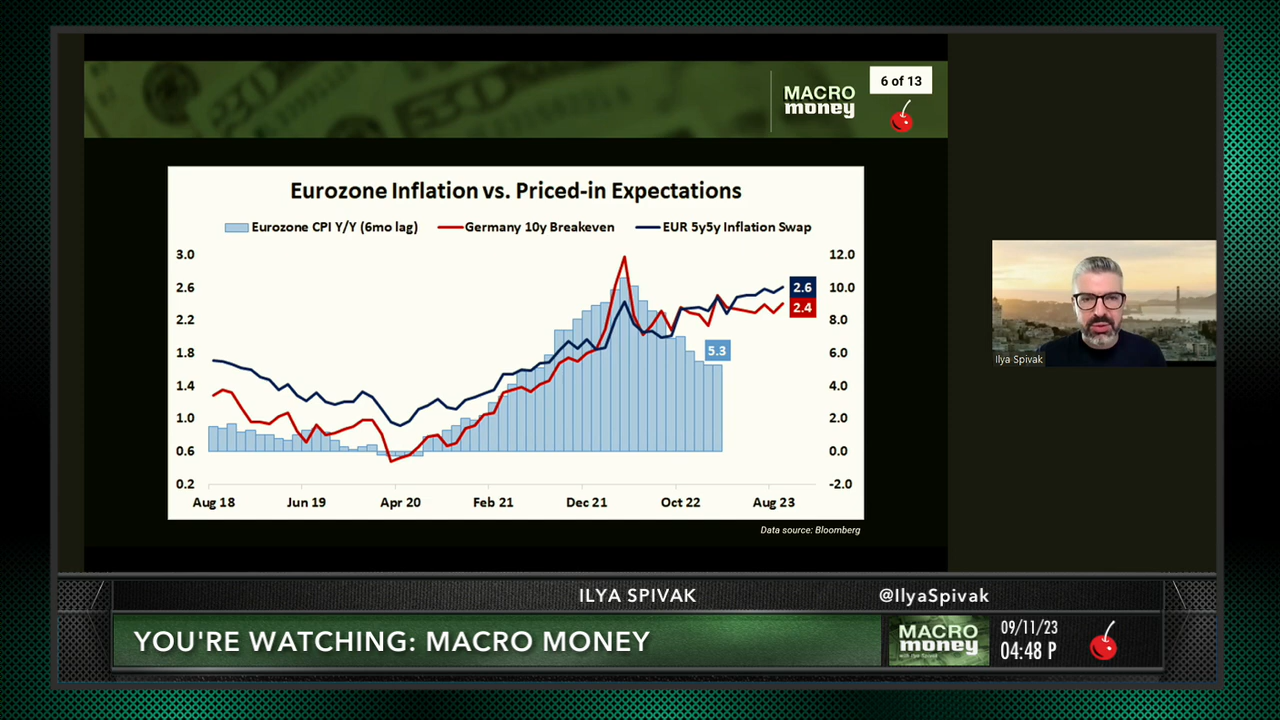 MACRO
money
6 of 13
Eurozone Inflation vs. Priced-in Expectations
Eurozone CPI Y/Y (6mo lag) Germany 10y Breakeven EUR 5y5y Inflation Swap
3.0 12.0
2.6 2.6 10.0
2.2 2.4 8.0
1.8 5.3 6.0
1.4 4.0
1.0 2.0
0.6 0.0
0.2 -2.0
Aug 18 Jun 19 Apr 20 Feb 21 Dec 21 Oct 22 Aug 23
Data source: Bloomberg
Ilya Spivak
ILYA SPIVAK @IlyaSpivak
YOU'RE WATCHING: MACRO MONEY
MACRO
money
with Ilya Spivak
09/11/23
04:48 P